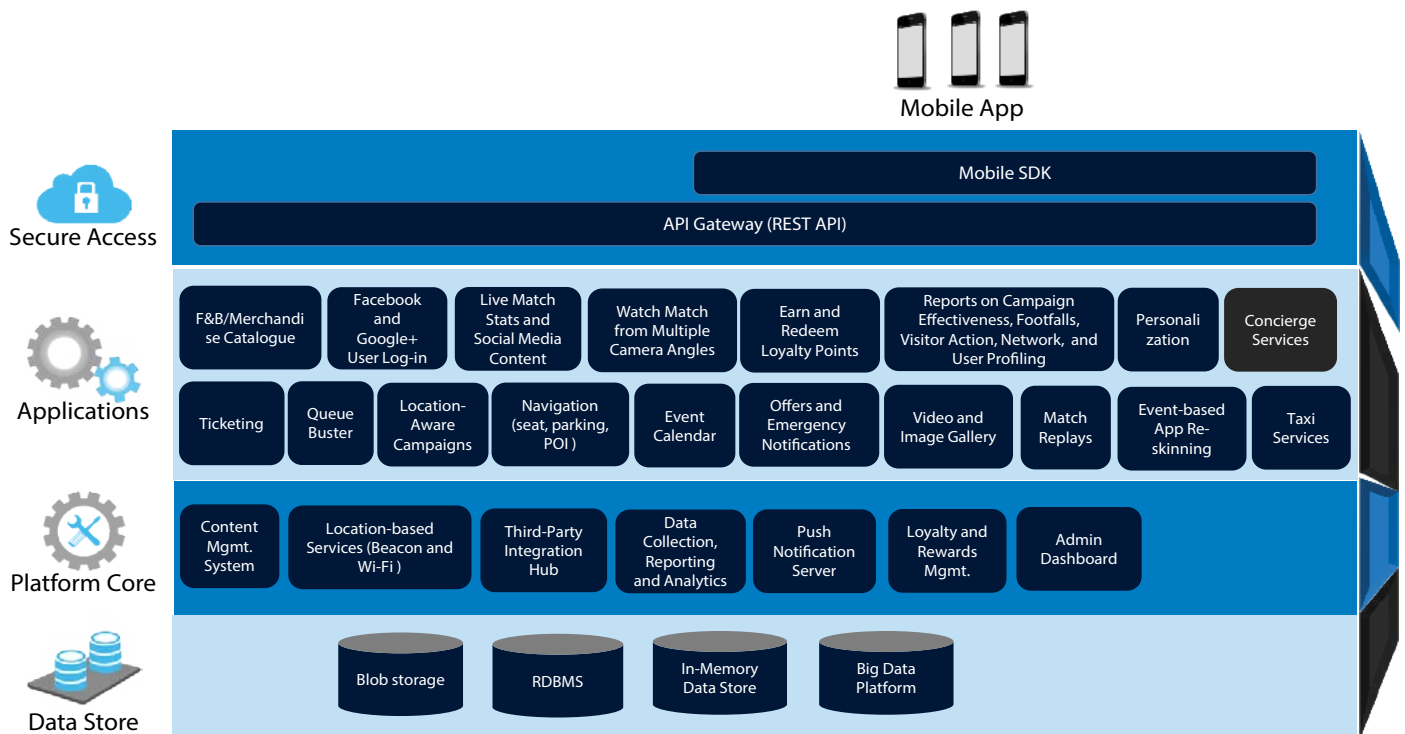 Mobile App
Mobile SDK
API Gateway (REST API)
Secure Access
F&B/Merchandi
se Catalogue
Facebook
and
Google+
User Log-in
Live Match
Stats and
Social Media
Content
Watch Match
from Multiple
Camera Angles
Earn and
Redeem
Loyalty Points
Reports on Campaign
Effectiveness, Footfalls,
Visitor Action, Network, and
User Profiling
Personali
zation
Concierge
Services
Applications
Ticketing
Queue
Buster
Location-
Aware
Campaigns
Navigation
(seat, parking,
POI )
Event
Calendar
Offers and
Emergency
Notifications
Video and
Image Gallery
Match
Replays
Event-based
App Re-
skinning
Taxi
Services
Platform Core
Content
Mgmt.
System
Location-based
Services (Beacon and
Wi-Fi )
Third-Party
Integration
Hub
Data
Collection,
Reporting
and Analytics
Push
Notification
Server
Loyalty and
Rewards
Mgmt.
Admin
Dashboard
Data Store
Blob storage
RDBMS
In-Memory
Data Store
Big Data
Platform